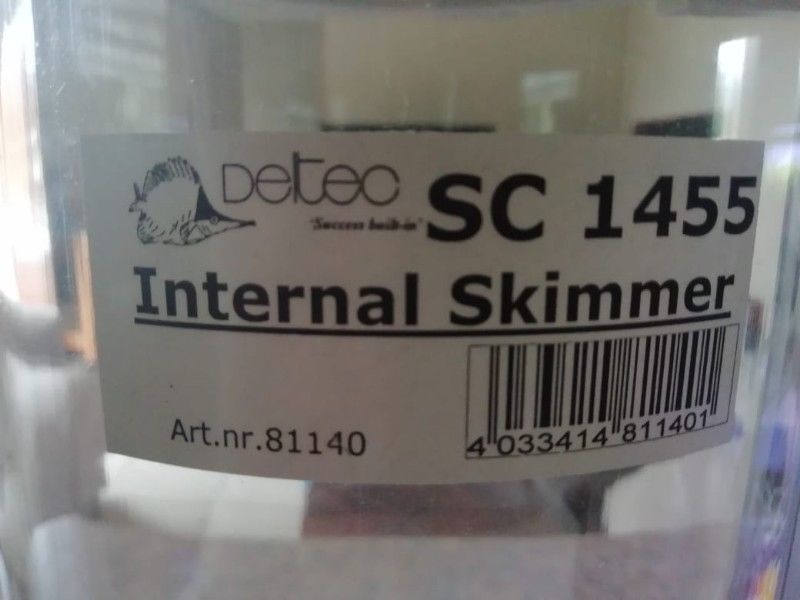 Deltec SC 1455
"Success built-in"
Internal Skimmer
Art.nr.81140
4 033414 811401